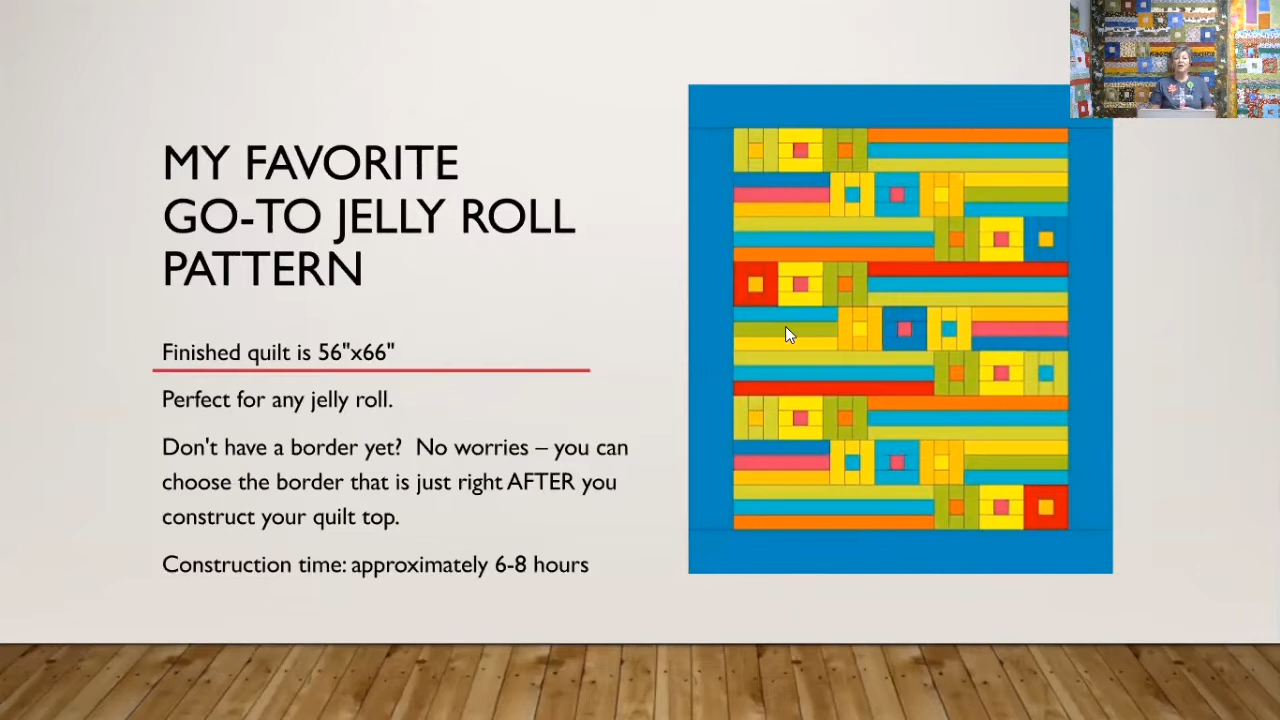 MY FAVORITE
GO-TO JELLY ROLL
PATTERN
Finished quilt is 56"x66"
Perfect for any jelly roll.
Don't have a border yet?  No worries – you can
choose the border that is just right AFTER you
construct your quilt top.
Construction time: approximately 6-8 hours